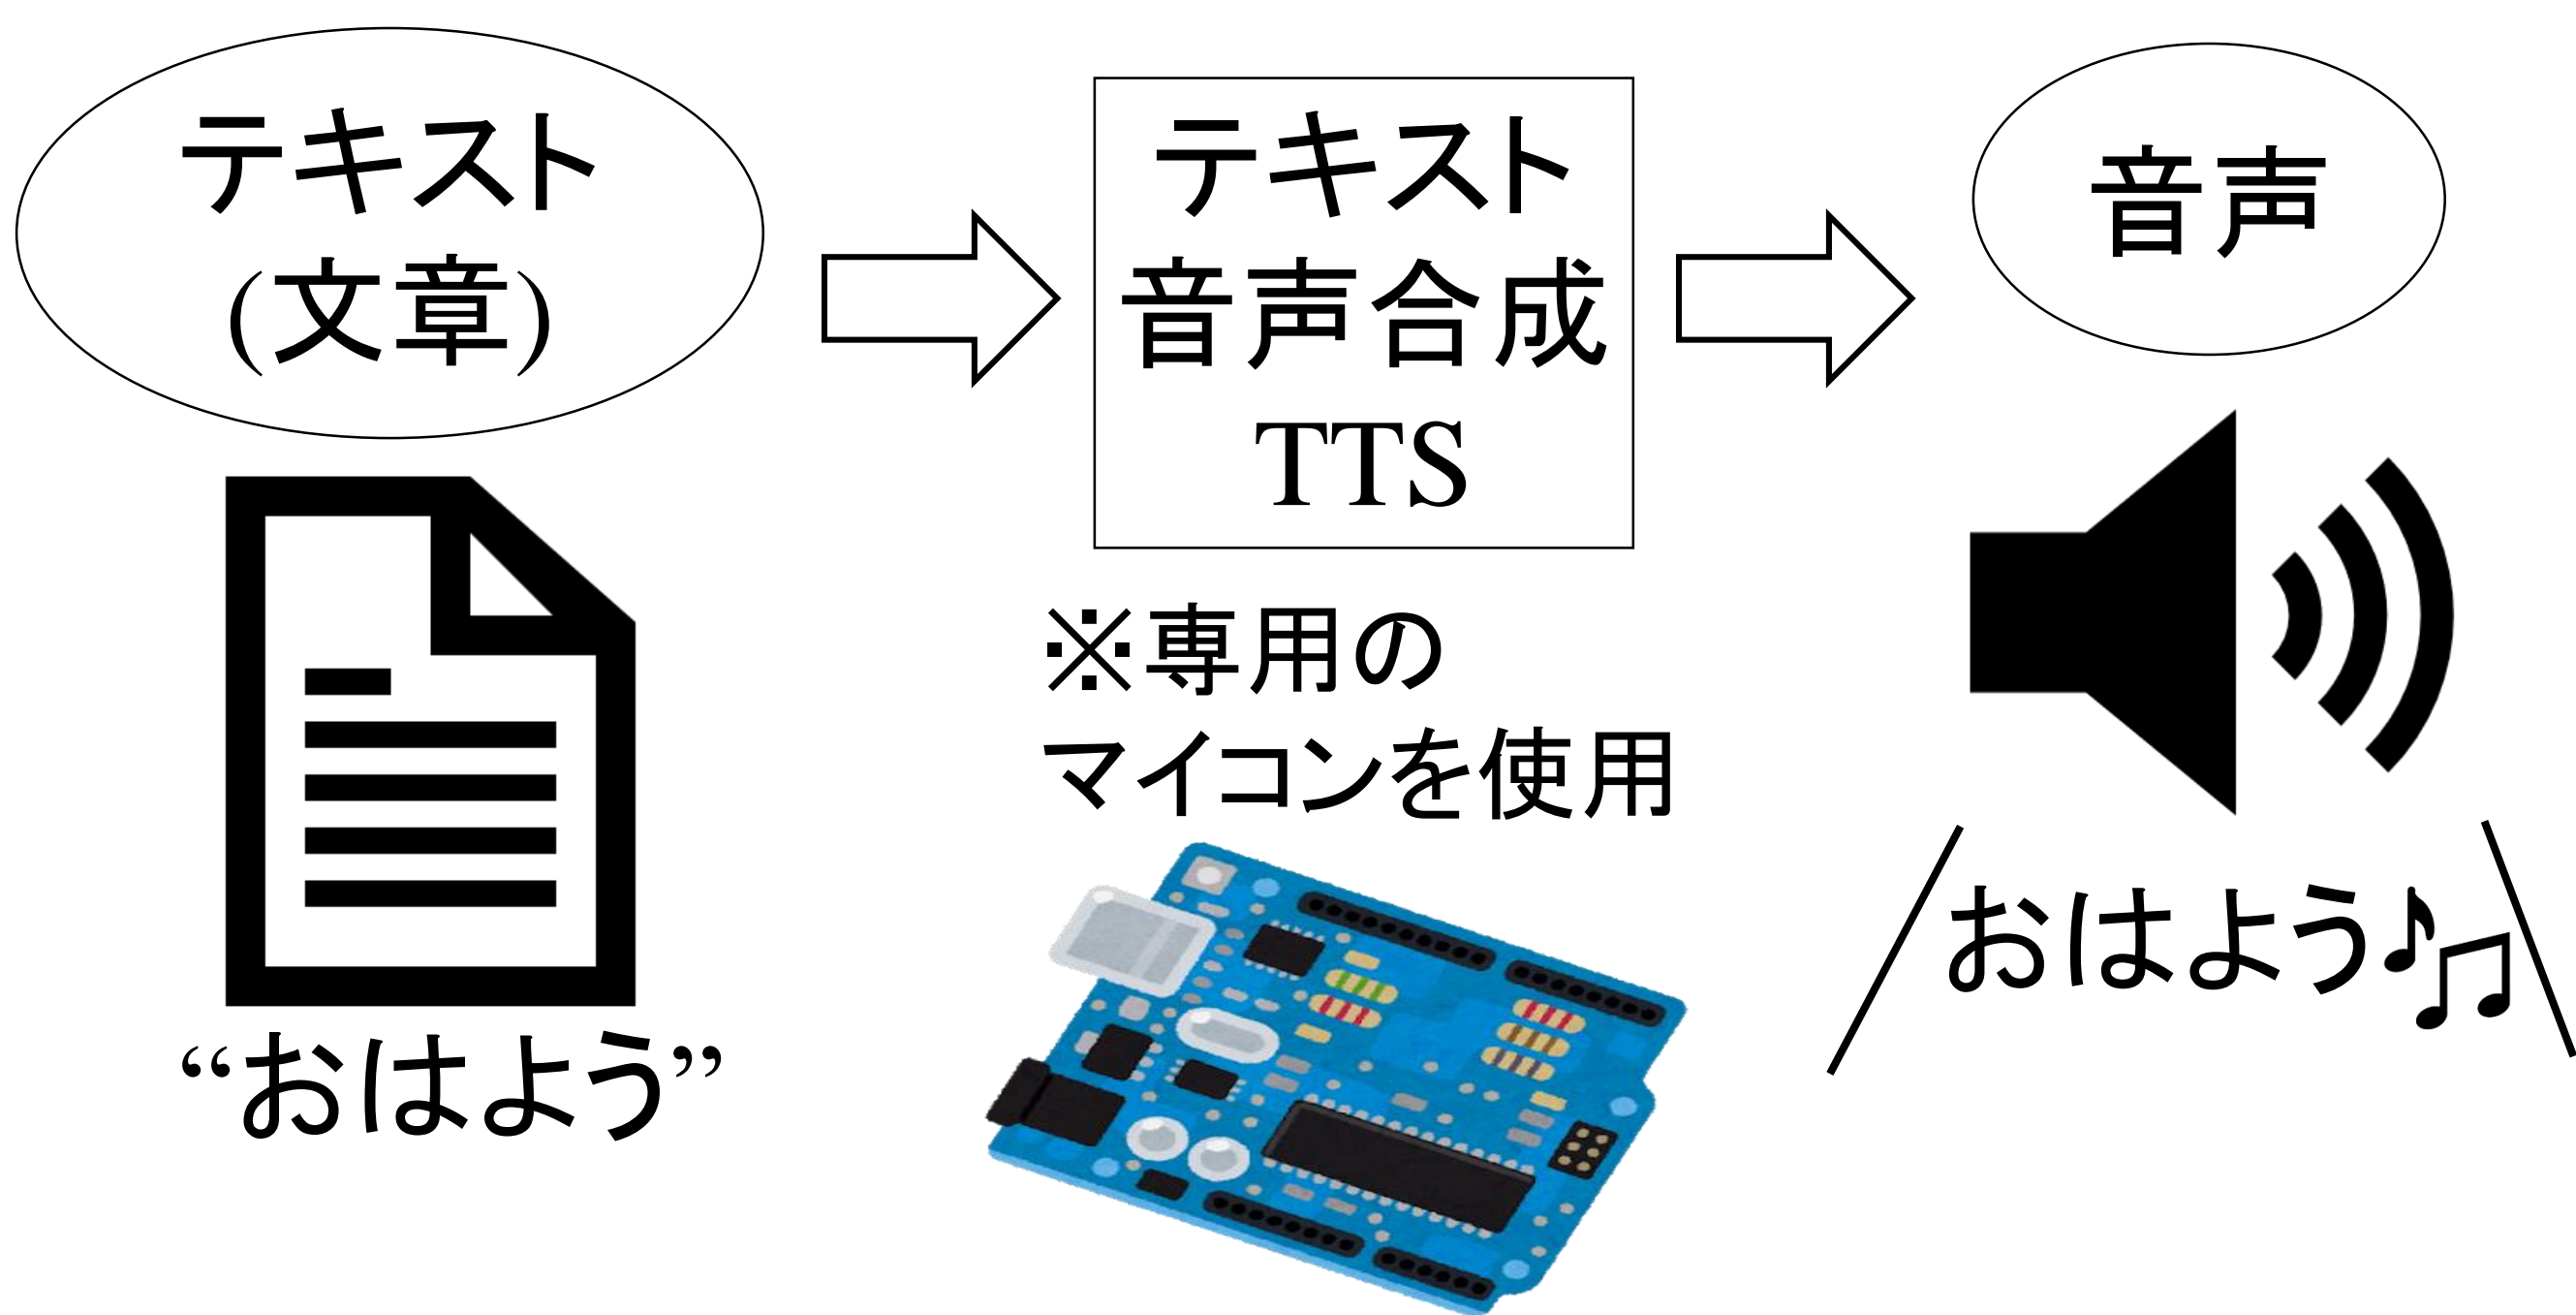 テキスト
(文章)
“おはよう”
テキスト
音声合成
TTS
※専用の
マイコンを使用
音声
おはよう♪♫